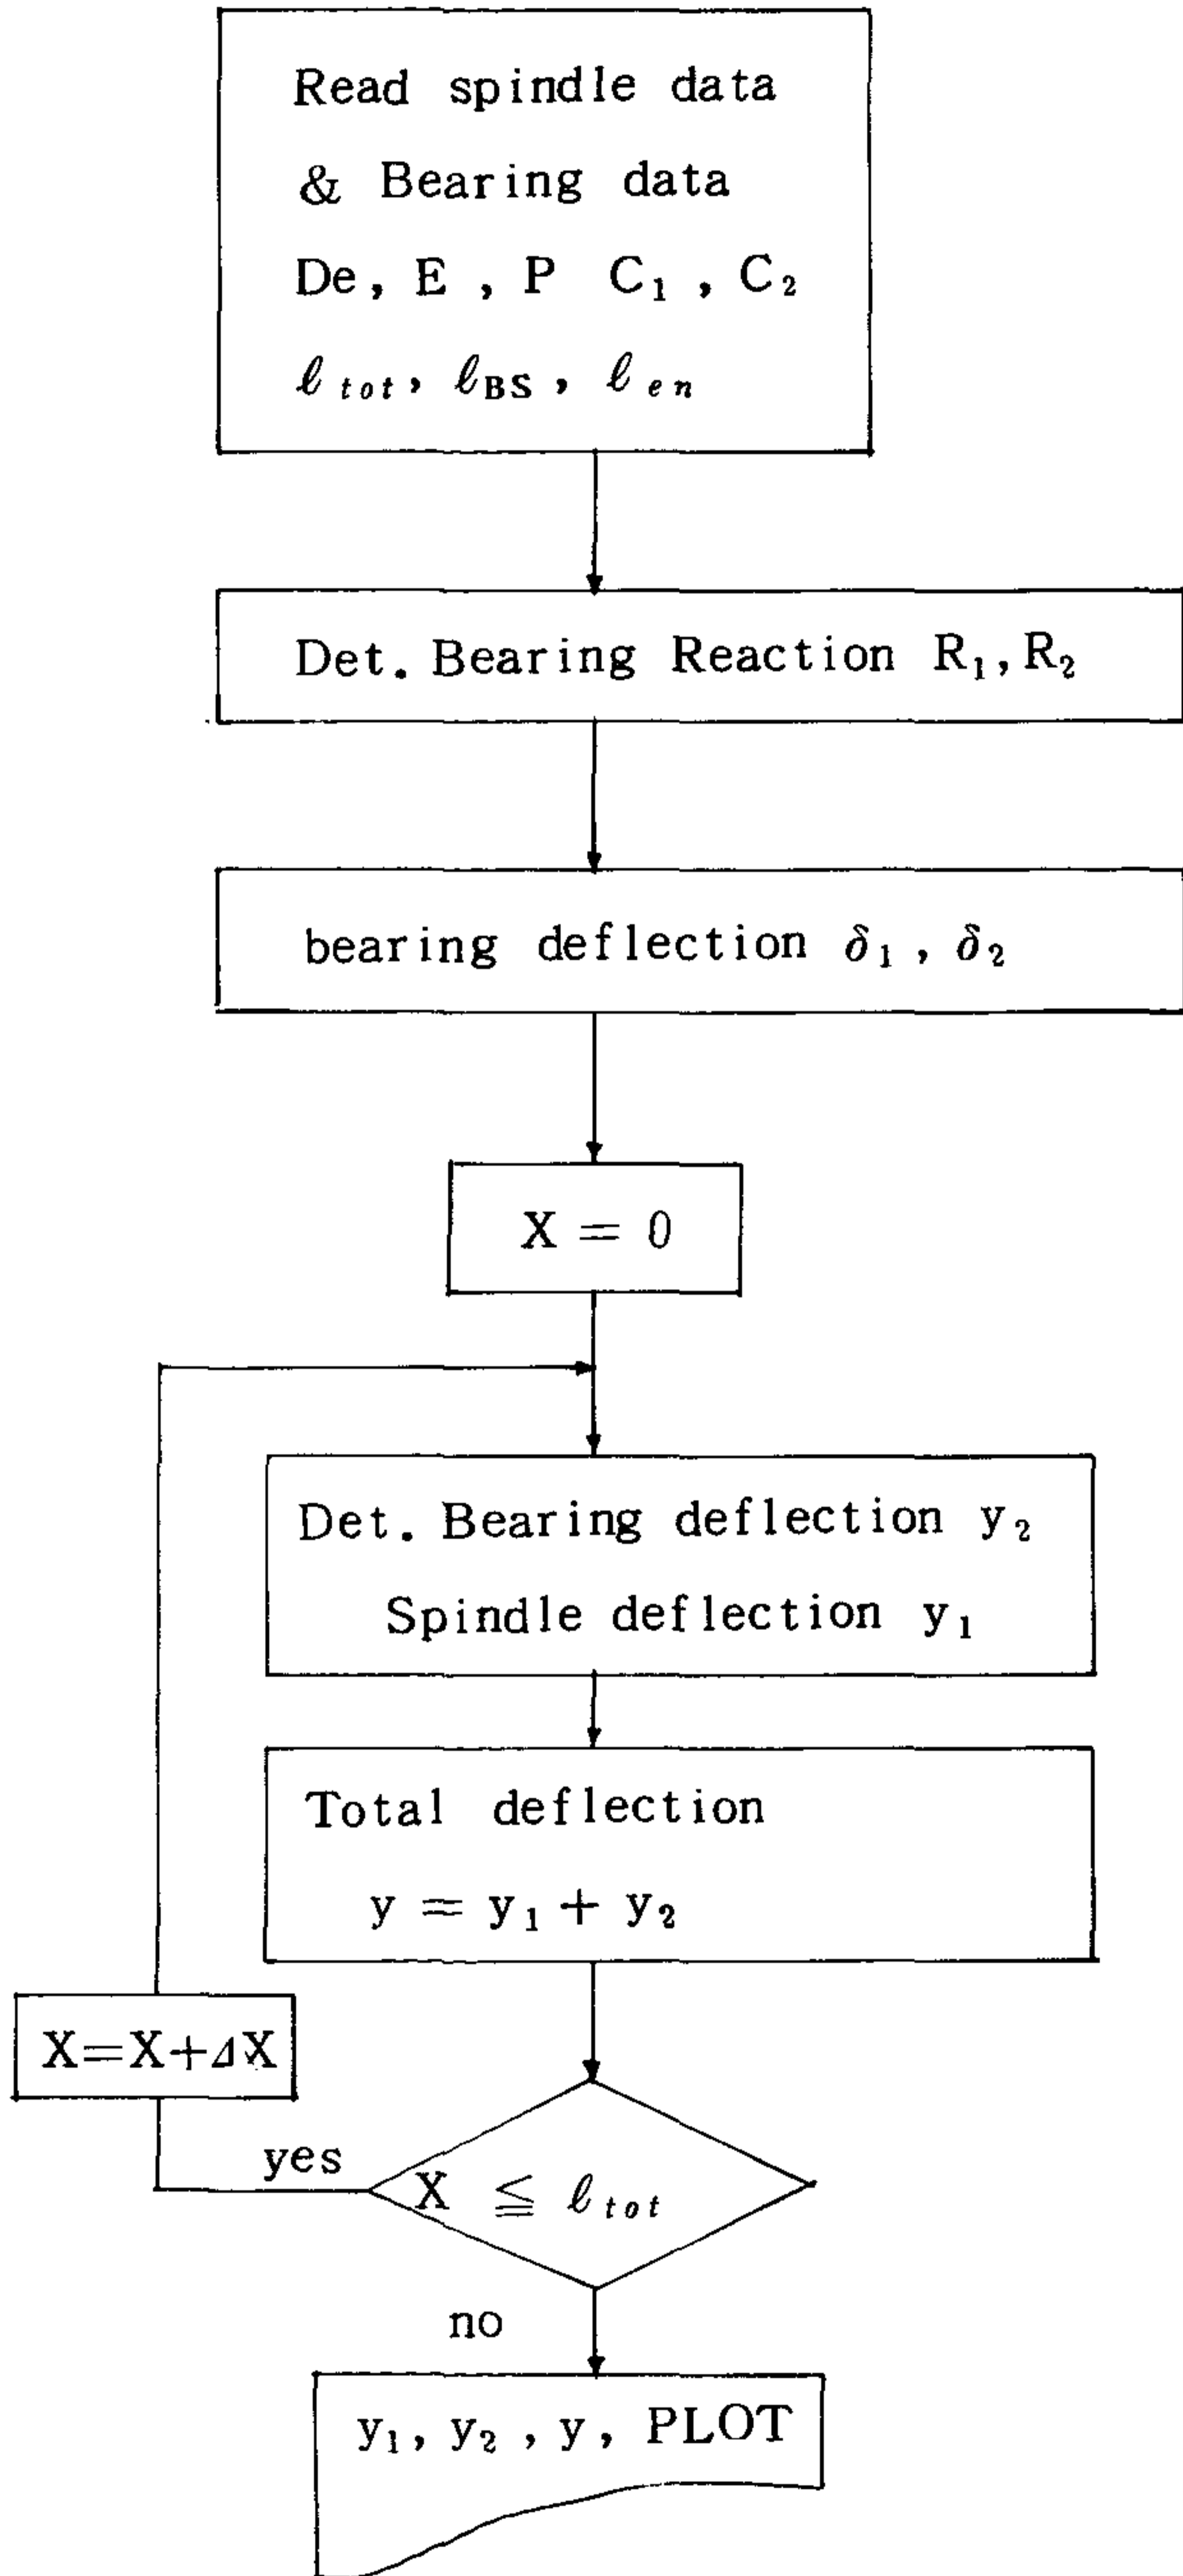 Read spindle data
& Bearing data
De, E , P C₁ , C₂
ℓ tot, ℓBS , ℓ en
Det. Bearing Reaction R₁, R₂
bearing deflection δ₁ , δ₂
X = 0
Det. Bearing deflection y₂
Spindle deflection y₁
Total deflection
y = y₁ + y₂
X=X+ΔX
yes
X ≦ ℓ tot
no
y₁, y₂ , y, PLOT